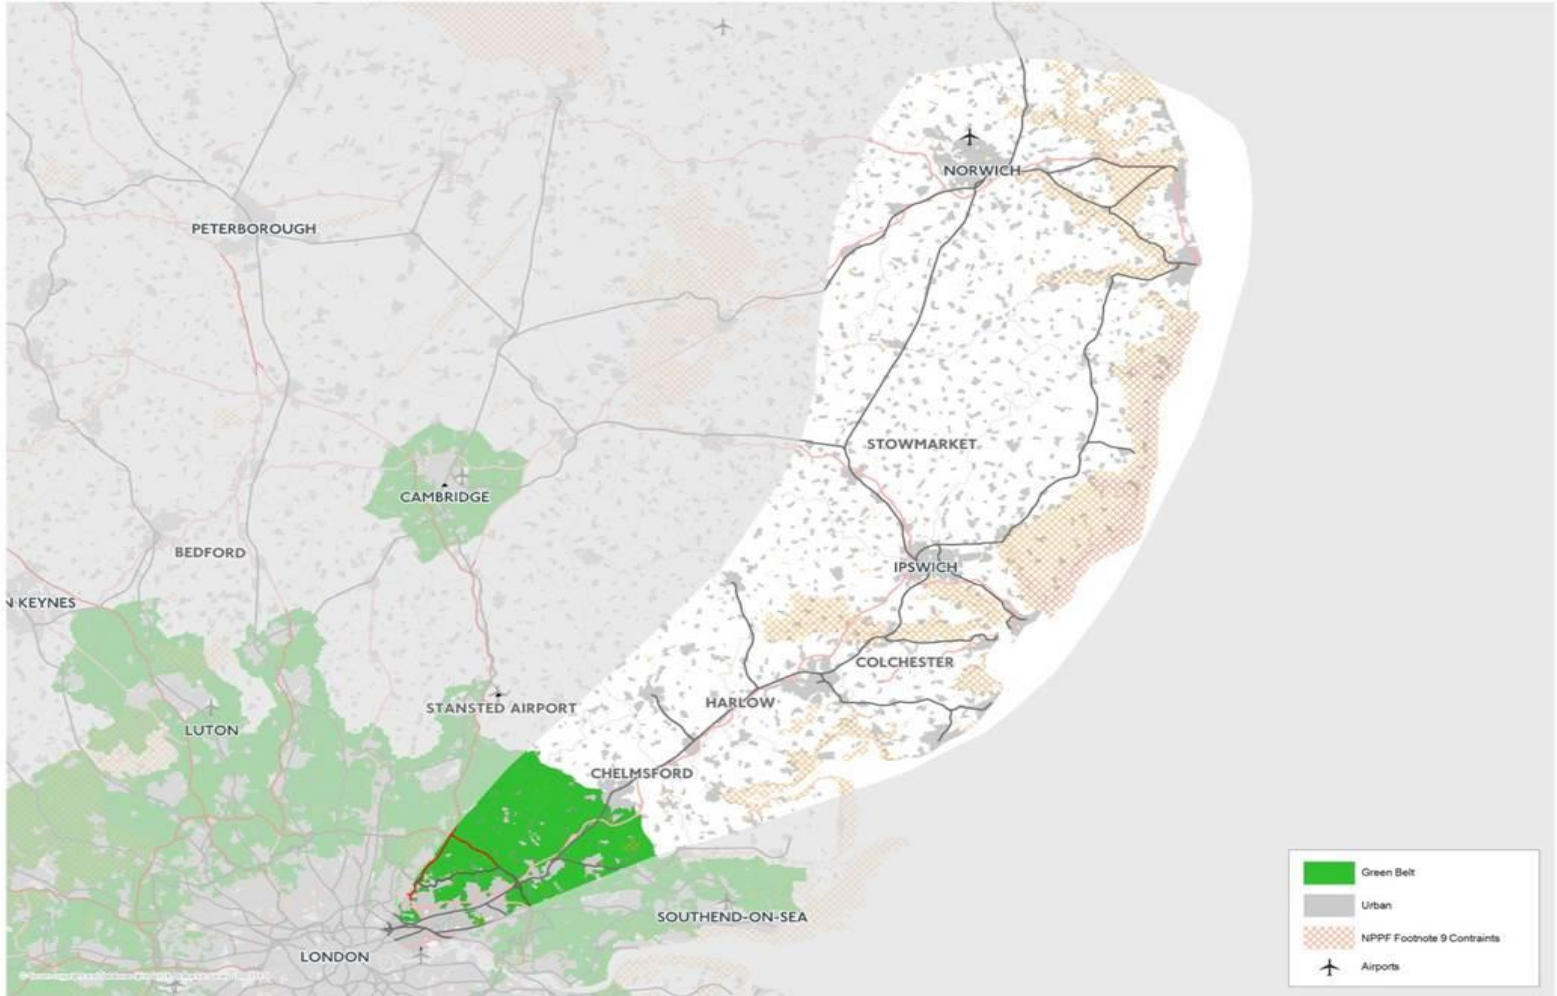 NORWICH
PETERBOROUGH
STOWMARKET
CAMBRIDGE
BEDFORD
IPSWICH
N KEYNES
COLCHESTER
HARLOW
STANSTED AIRPORT
LUTON
CHELMSFORD
SOUTHEND-ON-SEA
LONDON
Green Belt
Urban
NPPF Footnote 9 Contraints
Airports